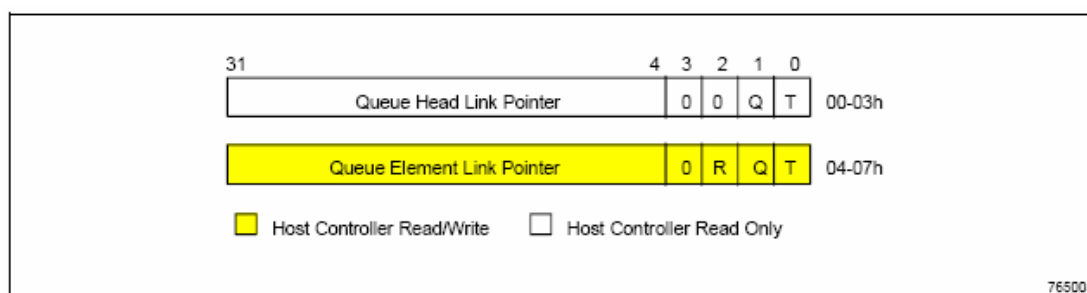 31 4 3 2 1 0
Queue Head Link Pointer 0 0 Q T 00-03h
Queue Element Link Pointer 0 R Q T 04-07h
Host Controller Read/Write Host Controller Read Only
76500